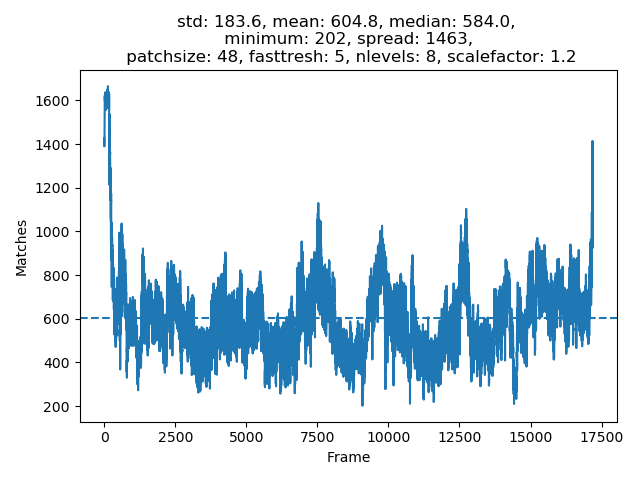 std: 183.6, mean: 604.8, median: 584.0,
minimum: 202, spread: 1463,
patchsize: 48, fasttresh: 5, nlevels: 8, scalefactor: 1.2
1600
1400
1200
1000
800
600
400
200
Matches
0 2500 5000 7500 10000 12500 15000 17500
Frame